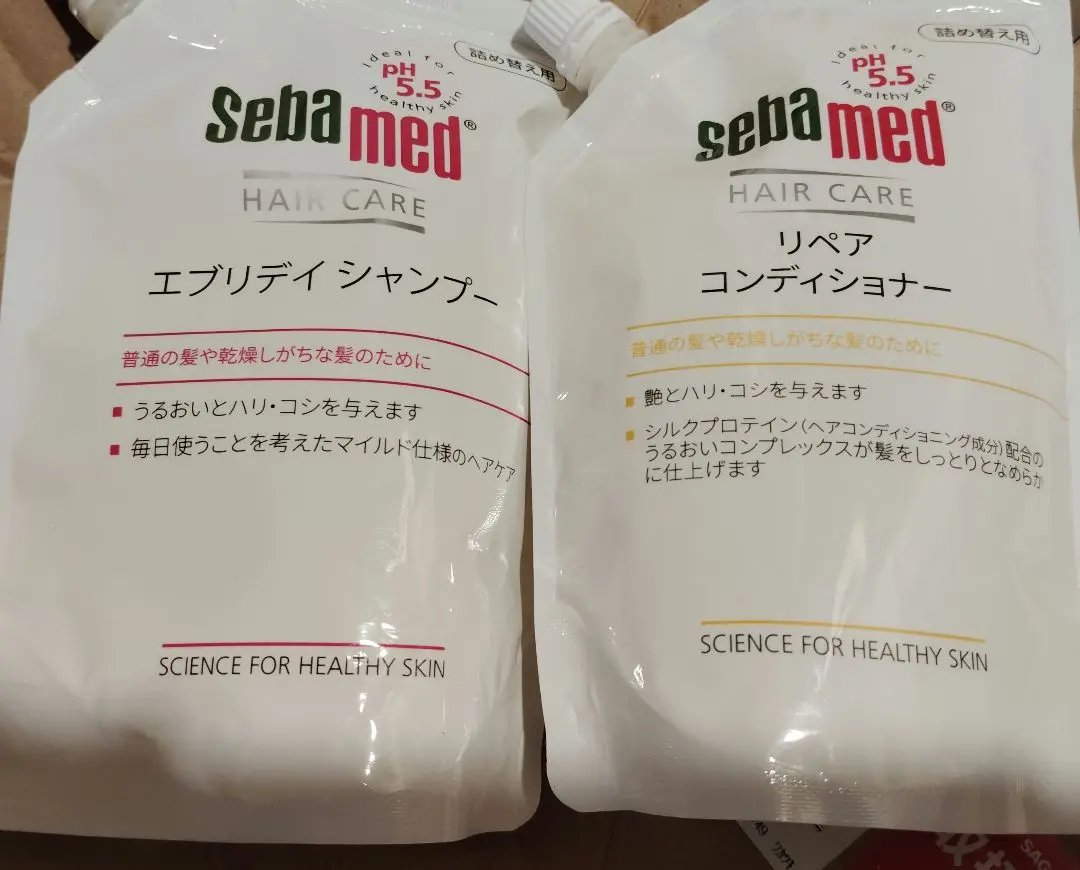 詰め替え用
Ideal for
pH
5.5
healthy skin
sebamed®
HAIR CARE
エブリデイ シャンプー
普通の髪や乾燥しがちな髪のために
■ うるおいとハリ・コシを与えます
■ 毎日使うことを考えたマイルド仕様のヘアケア
SCIENCE FOR HEALTHY SKIN
詰め替え用
Ideal for
pH
5.5
healthy skin
sebamed®
HAIR CARE
リペア
コンディショナー
普通の髪や乾燥しがちな髪のために
■ 艶とハリ・コシを与えます
■ シルクプロテイン(ヘアコンディショニング成分)配合の
うるおいコンプレックスが髪をしっとりとなめらか
に仕上げます
SCIENCE FOR HEALTHY SKIN